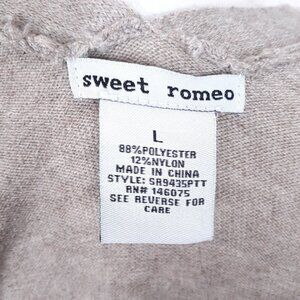 sweet romeo
L
88%POLYESTER
12%NYLON
MADE IN CHINA
STYLE: SR9435PTT
RN# 146075
SEE REVERSE FOR
CARE